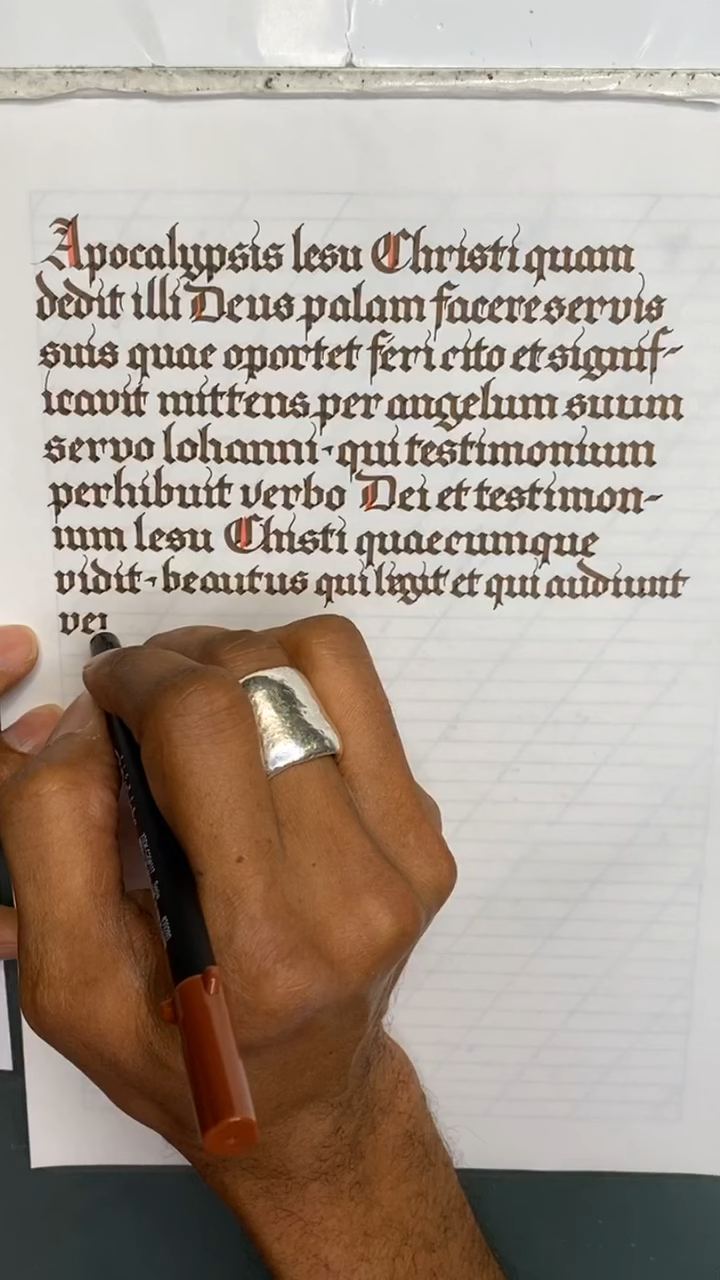 Apocalypsis Iesu Christi quam
dedit illi Deus palam facere servis
suis quae oportet feri cito et signif-
icavit mittens per angelum suum
servo Iohanni·qui testimonium
perhibuit verbo Dei et testimon-
ium Iesu Chisti quaecumque
vidit·beautus qui ligit et qui audiunt
ver